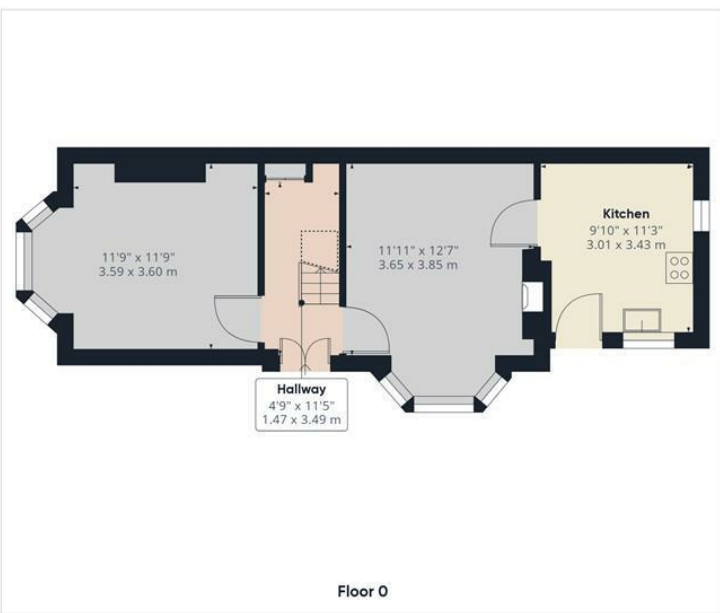 11'9" x 11'9"
3.59 x 3.60 m
11'11" x 12'7"
3.65 x 3.85 m
Kitchen
9'10" x 11'3"
3.01 x 3.43 m
Hallway
4'9" x 11'5"
1.47 x 3.49 m
Floor 0